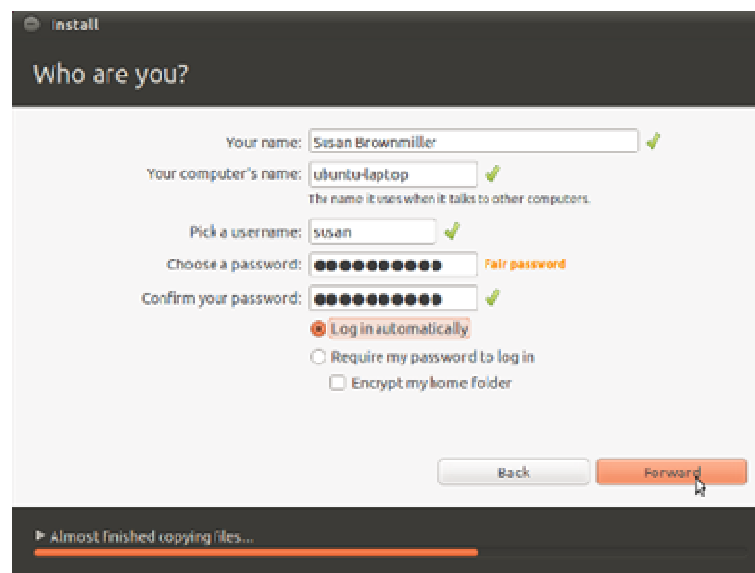 Install
Who are you?
Your name: Susan Brownmiller
Your computer's name: ubuntu-laptop
The name it uses when it talks to other computers.
Pick a username: susan
Choose a password: ●●●●●●●●●● Fair password
Confirm your password: ●●●●●●●●●●
Log in automatically
Require my password to log in
Encrypt my home folder
Back Forward
Almost finished copying files...